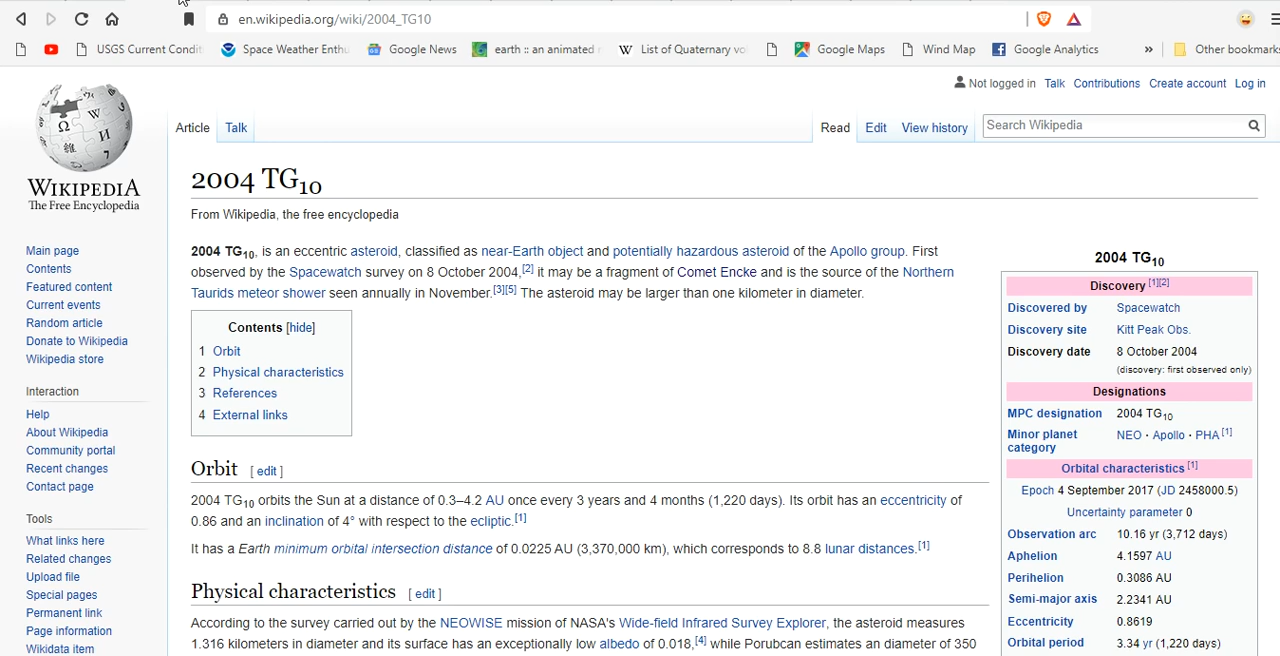 en.wikipedia.org/wiki/2004_TG10
USGS Current Condit
Space Weather Enthu
Google News
earth :: an animated
List of Quaternary vo
Google Maps
Wind Map
Google Analytics
»
Other bookmarks
Not logged in Talk Contributions Create account Log in
Article Talk
Read Edit View history
Search Wikipedia
WIKIPEDIA
The Free Encyclopedia
Main page
Contents
Featured content
Current events
Random article
Donate to Wikipedia
Wikipedia store
Interaction
Help
About Wikipedia
Community portal
Recent changes
Contact page
Tools
What links here
Related changes
Upload file
Special pages
Permanent link
Page information
Wikidata item
2004 TG10
From Wikipedia, the free encyclopedia
2004 TG10, is an eccentric asteroid, classified as near-Earth object and potentially hazardous asteroid of the Apollo group. First
observed by the Spacewatch survey on 8 October 2004,[2] it may be a fragment of Comet Encke and is the source of the Northern
Taurids meteor shower seen annually in November.[3][5] The asteroid may be larger than one kilometer in diameter.
Contents [hide]
1 Orbit
2 Physical characteristics
3 References
4 External links
Orbit [ edit ]
2004 TG10 orbits the Sun at a distance of 0.3–4.2 AU once every 3 years and 4 months (1,220 days). Its orbit has an eccentricity of
0.86 and an inclination of 4° with respect to the ecliptic.[1]
It has a Earth minimum orbital intersection distance of 0.0225 AU (3,370,000 km), which corresponds to 8.8 lunar distances.[1]
Physical characteristics [ edit ]
According to the survey carried out by the NEOWISE mission of NASA's Wide-field Infrared Survey Explorer, the asteroid measures
1.316 kilometers in diameter and its surface has an exceptionally low albedo of 0.018,[4] while Porubcan estimates an diameter of 350
2004 TG10
Discovery [1][2]
Discovered by Spacewatch
Discovery site Kitt Peak Obs.
Discovery date 8 October 2004
(discovery: first observed only)
Designations
MPC designation 2004 TG10
Minor planet category NEO · Apollo · PHA [1]
Orbital characteristics [1]
Epoch 4 September 2017 (JD 2458000.5)
Uncertainty parameter 0
Observation arc 10.16 yr (3,712 days)
Aphelion 4.1597 AU
Perihelion 0.3086 AU
Semi-major axis 2.2341 AU
Eccentricity 0.8619
Orbital period 3.34 yr (1,220 days)